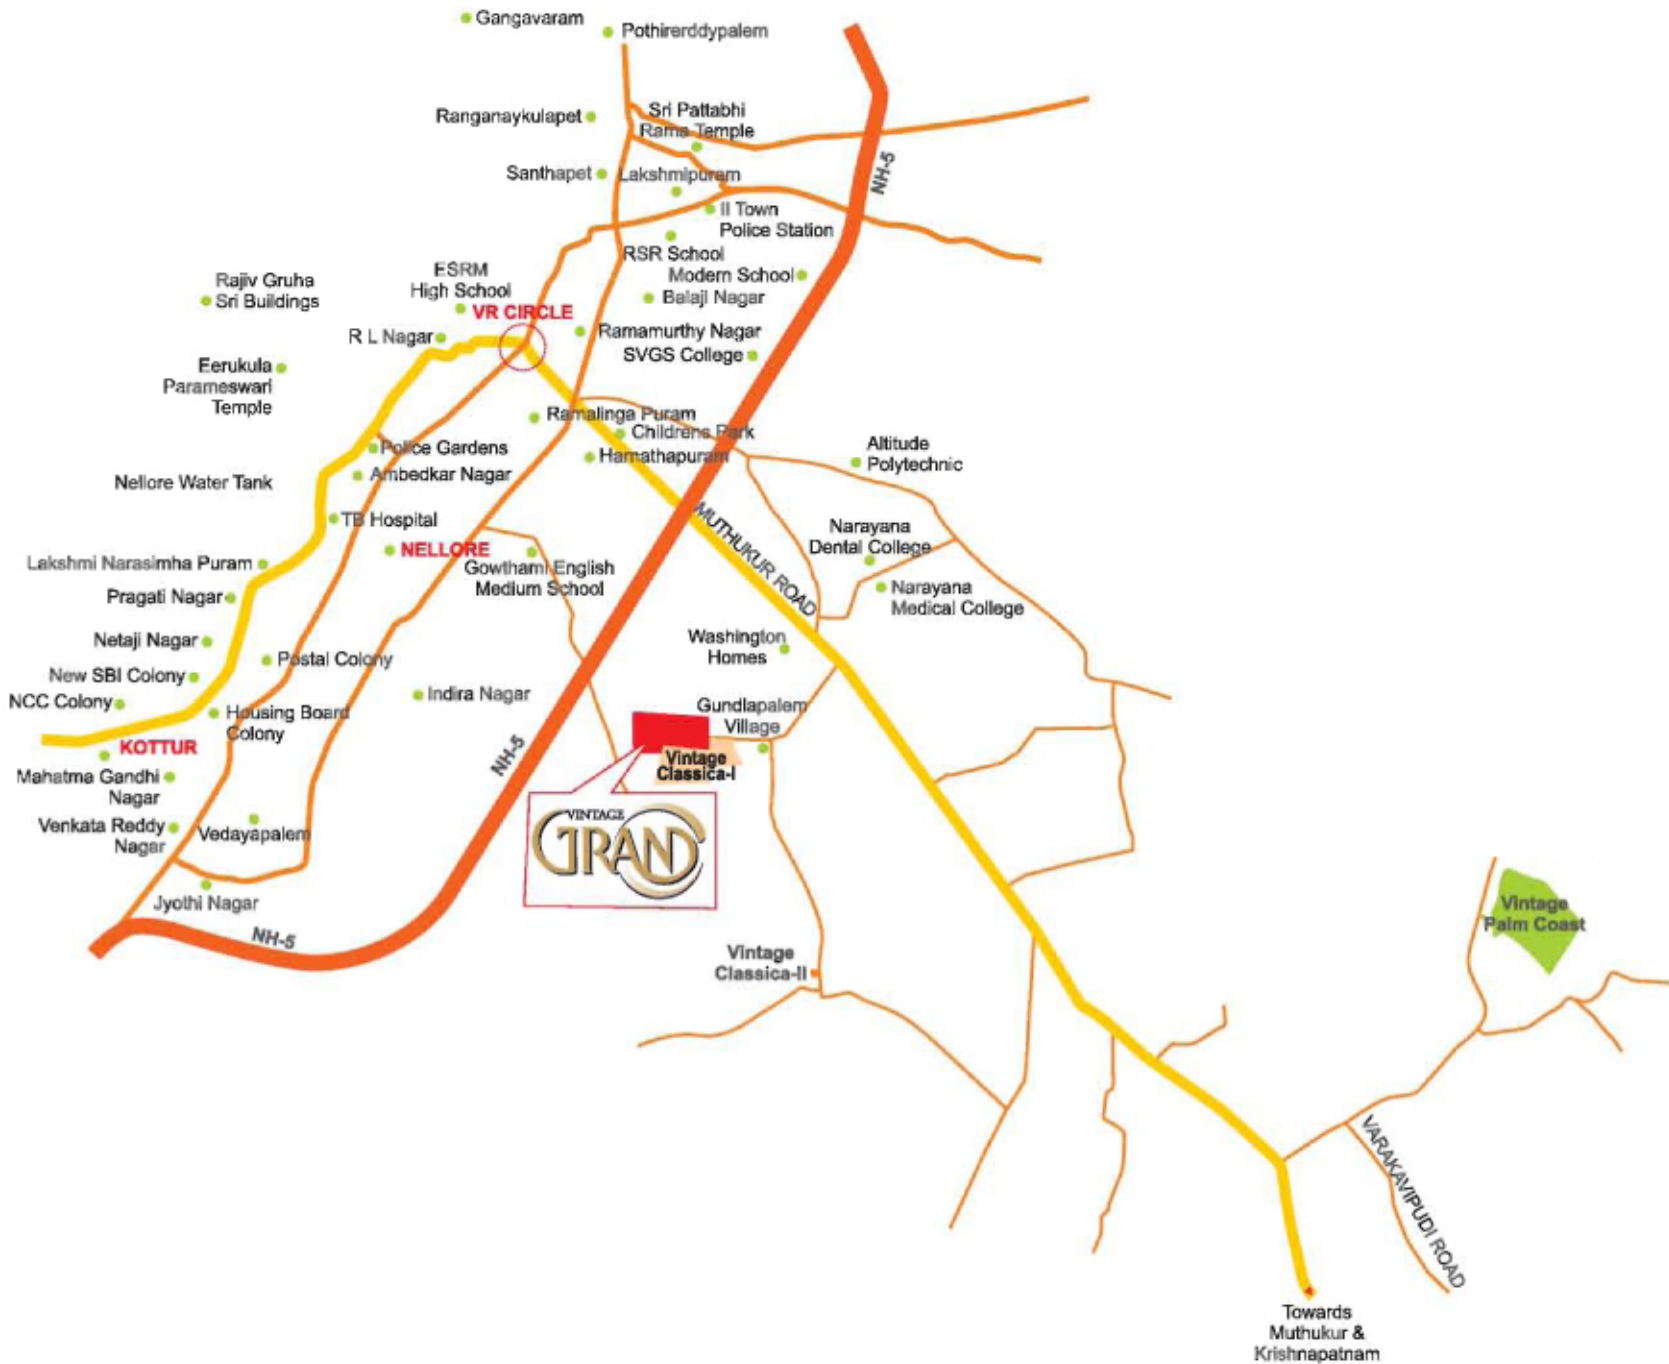 Gangavaram
Pothirerddypalem
Ranganaykulapet
Sri Pattabhi
Rama Temple
NH-5
Santhapet
Lakshmipuram
II Town
Police Station
RSR School
Modern School
Balaji Nagar
ESRM
High School
Rajiv Gruha
Sri Buildings
VR CIRCLE
R L Nagar
Ramamurthy Nagar
SVGS College
Eerukula
Parameswari
Temple
Ramalinga Puram
Childrens Park
Harnathapuram
Police Gardens
Ambedkar Nagar
Altitude
Polytechnic
Nellore Water Tank
TB Hospital
MUTHUKUR ROAD
Narayana
Dental College
NELLORE
Gowthami English
Medium School
Lakshmi Narasimha Puram
Pragati Nagar
Narayana
Medical College
Netaji Nagar
Washington
Homes
Postal Colony
New SBI Colony
NCC Colony
Indira Nagar
Gundlapalem
Village
Housing Board
Colony
KOTTUR
NH-5
Vintage
Classica-I
Mahatma Gandhi
Nagar
VINTAGE
GRAND
Venkata Reddy
Nagar
Vedayapalem
Jyothi Nagar
NH-5
Vintage
Palm Coast
Vintage
Classica-II
VARAKAVIPUDI ROAD
Towards
Muthukur &
Krishnapatnam